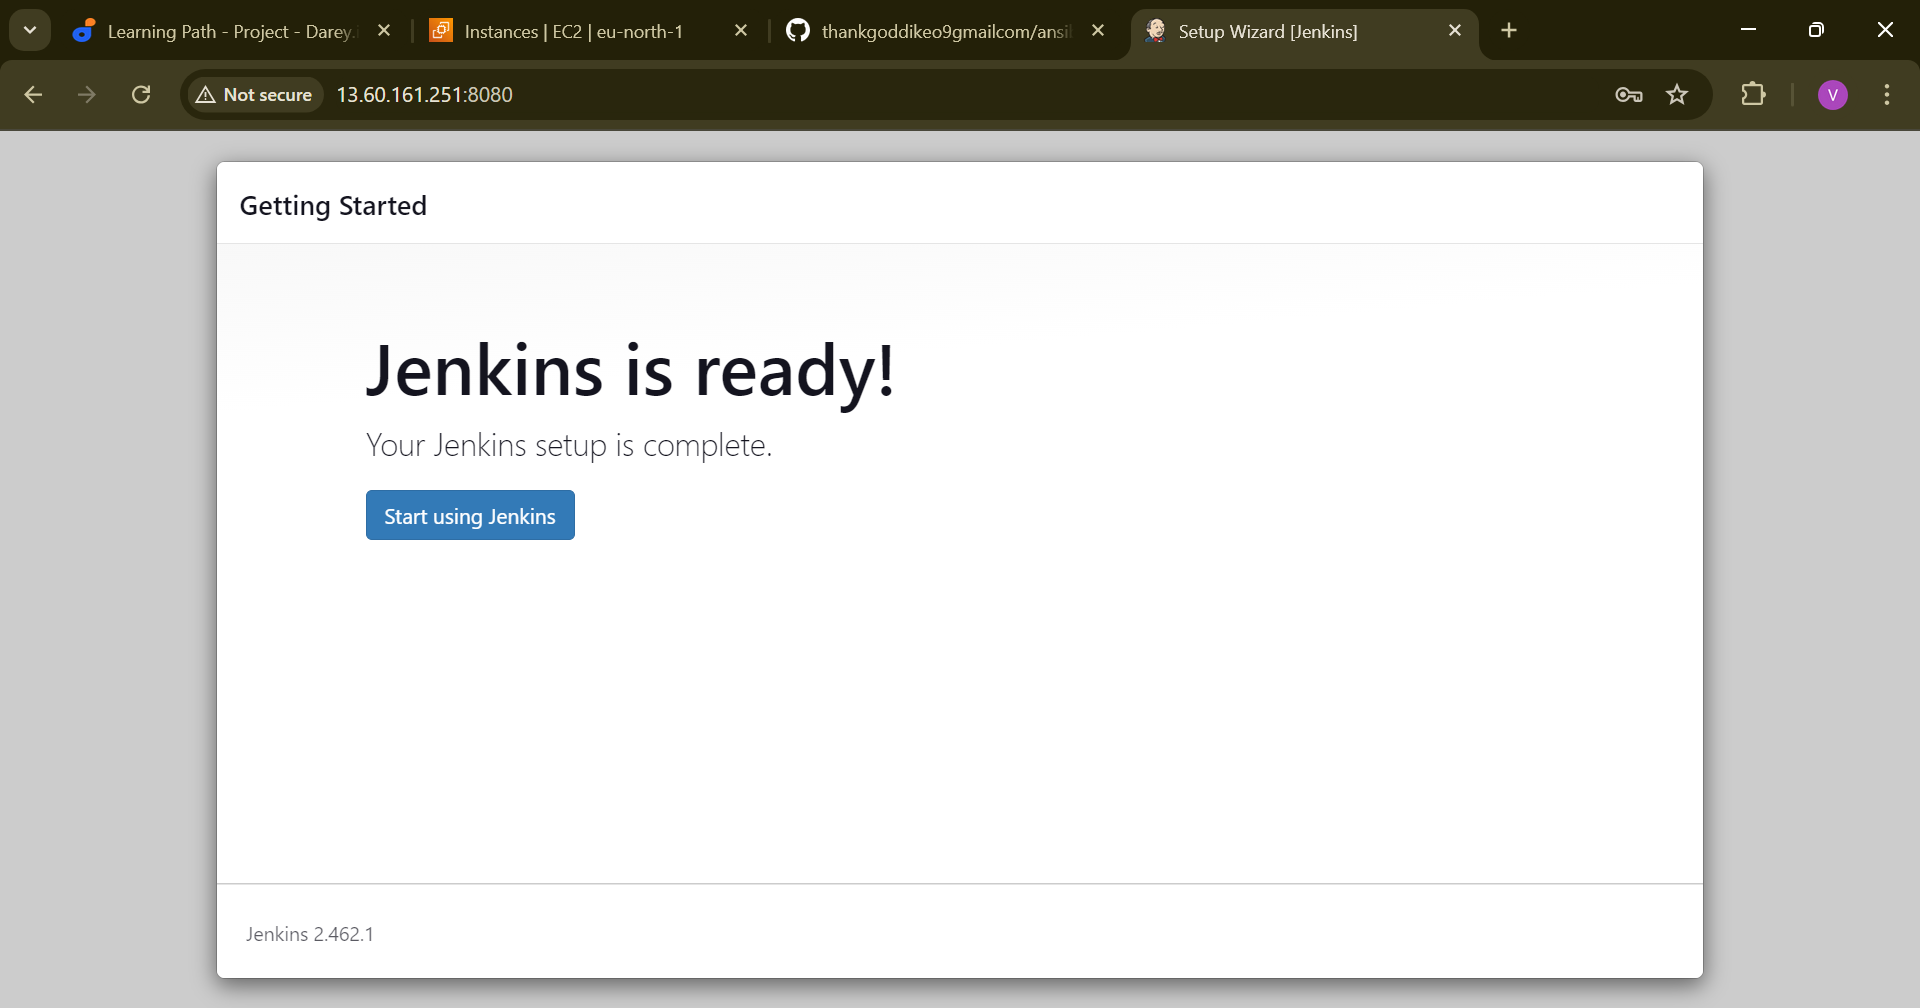 Learning Path - Project - Darey.
Instances | EC2 | eu-north-1
thankgoddikeo9gmailcom/ansi
Setup Wizard [Jenkins]
Not secure
13.60.161.251:8080
V
Getting Started
Jenkins is ready!
Your Jenkins setup is complete.
Start using Jenkins
Jenkins 2.462.1